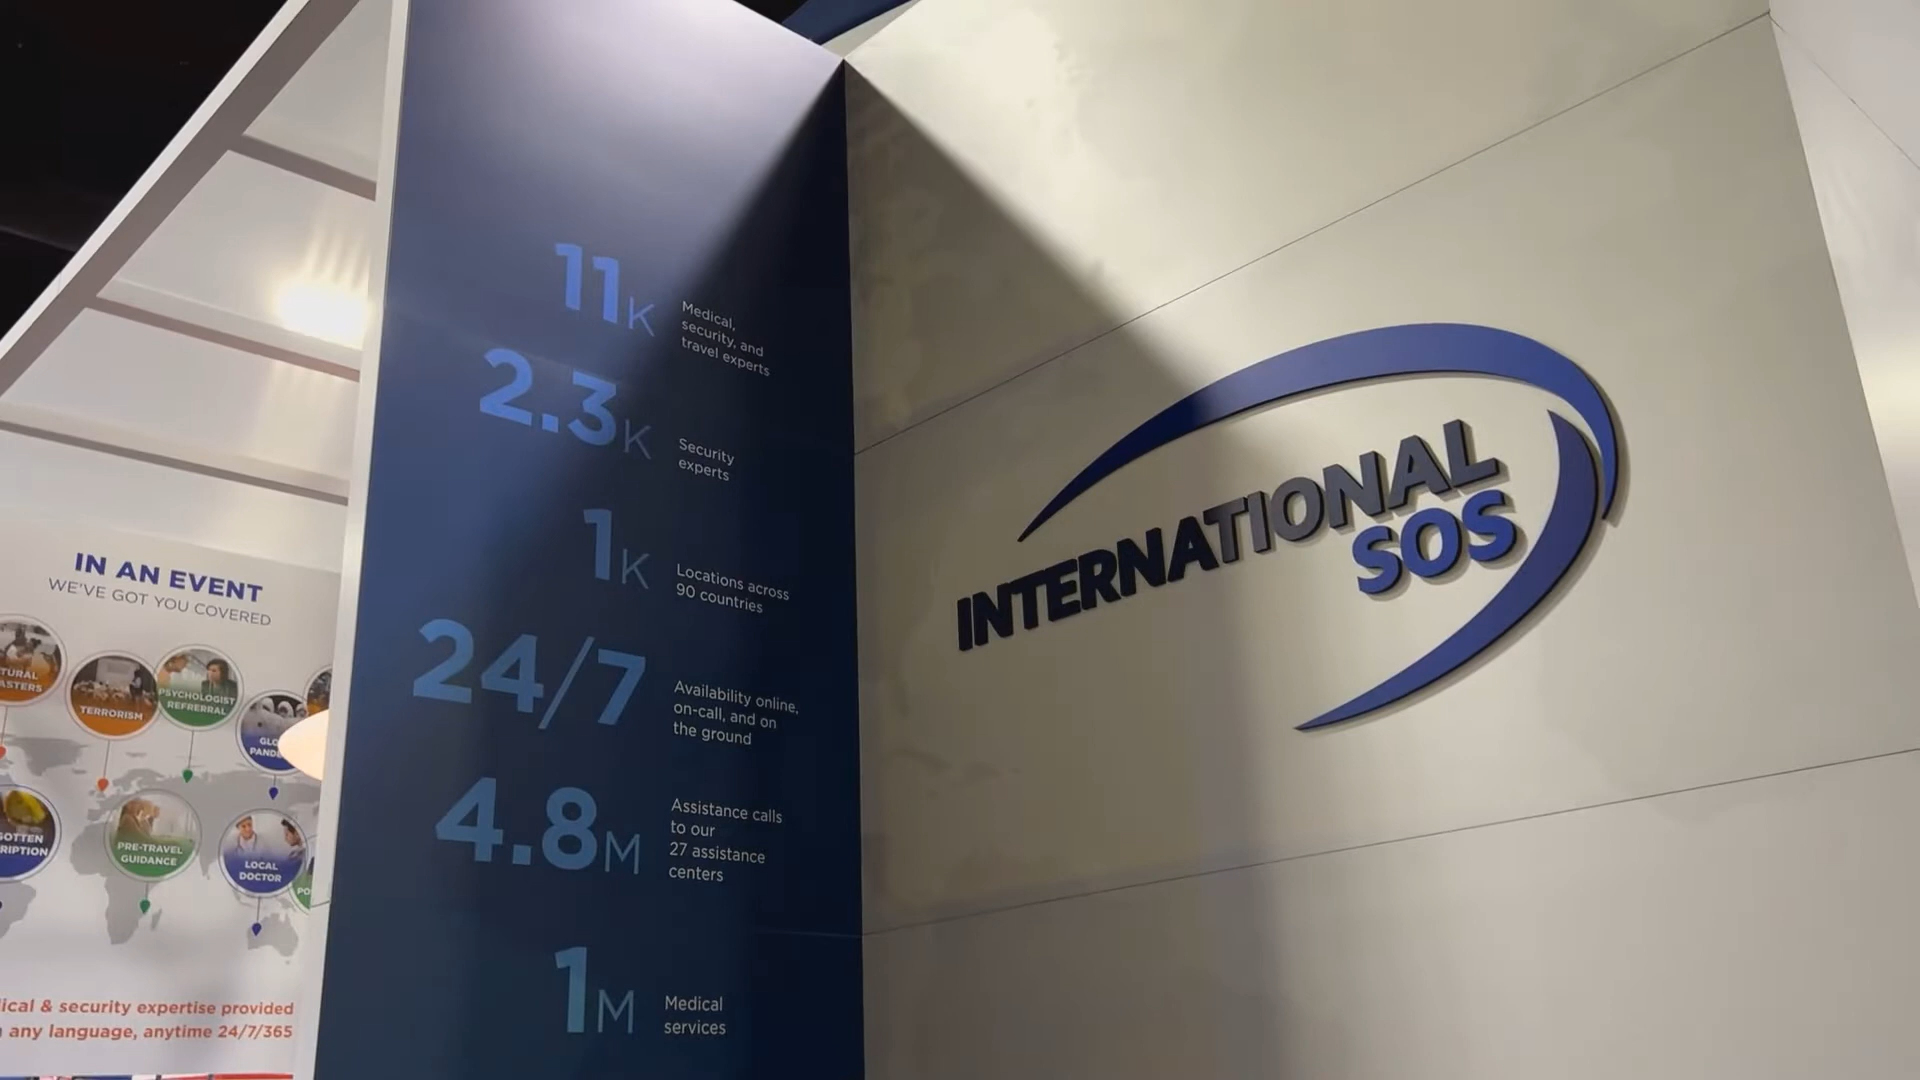 11K
Medical,
security, and
travel experts
2.3K
Security
experts
1K
Locations across
90 countries
24/7
Availability online,
on-call, and on
the ground
4.8M
Assistance calls
to our
27 assistance
centers
1M
Medical
services
INTERNATIONAL
SOS
IN AN EVENT
WE'VE GOT YOU COVERED
TERRORISM
PSYCHOLOGIST
REFRERRAL
PRE-TRAVEL
GUIDANCE
LOCAL
DOCTOR
& security expertise provided
any language, anytime 24/7/365